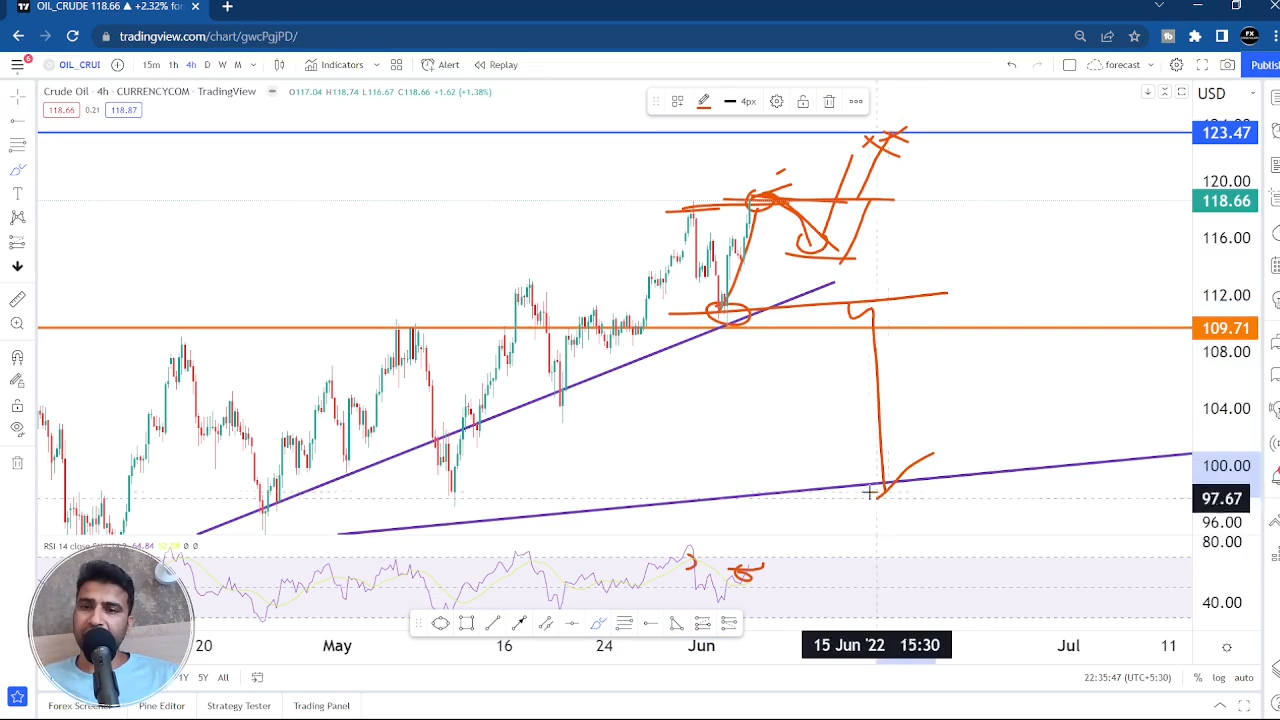 OIL_CRUDE 118.66 ▲ +2.32% forecast
tradingview.com/chart/gwcPgjPD/
OIL_CRUI 15m 1h 4h D W M Indicators Alert Replay forecast Publis
Crude Oil · 4h · CURRENCYCOM · TradingView O117.04 H118.74 L116.67 C118.66 +1.62 (+1.38%) USD
118.66 0.21 118.87
4px
123.47
120.00
118.66
116.00
112.00
109.71
108.00
104.00
100.00
97.67
96.00
RSI 14 close 64.84 0 0
80.00
40.00
20 May 16 24 Jun 15 Jun '22 15:30 Jul 11
1Y 5Y All 22:35:47 (UTC+5:30) % log auto
Forex Screener Pine Editor Strategy Tester Trading Panel